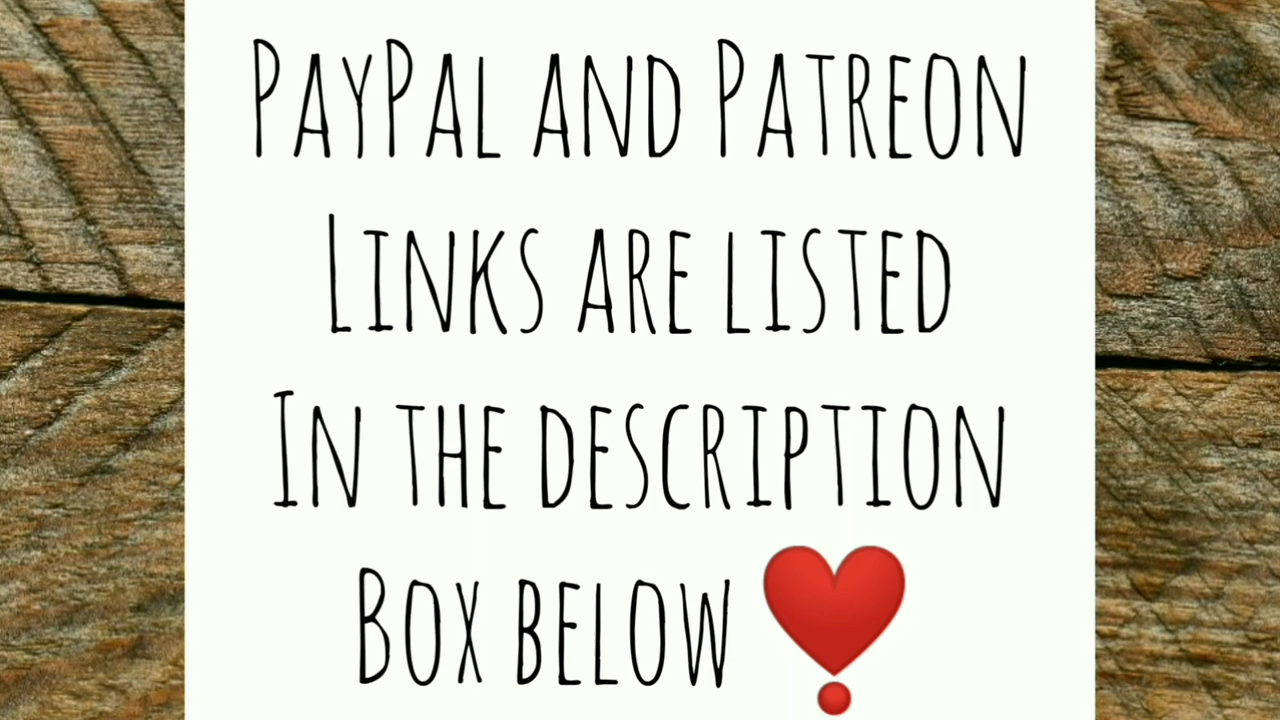 PayPal and Patreon
Links are listed
In the description
Box below ❣